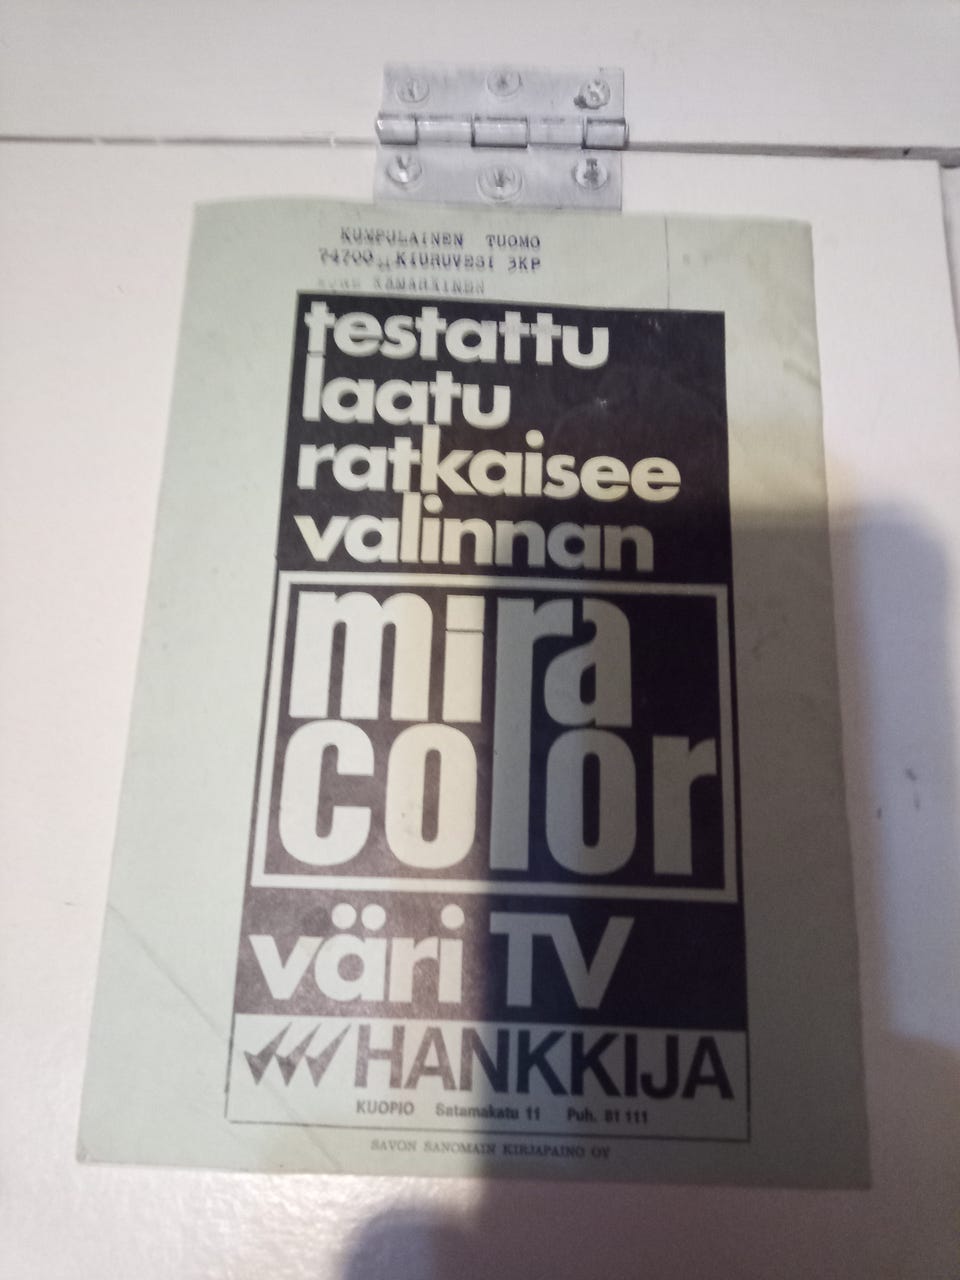 KUMPULAINEN TUOMO
74700 KIURUVESI 3KP
testattu
laatu
ratkaisee
valinnan
mira
color
väri TV
HANKKIJA
KUOPIO Satamakatu 11 Puh. 81 111
SAVON SANOMAIN KIRJAPAINO OY